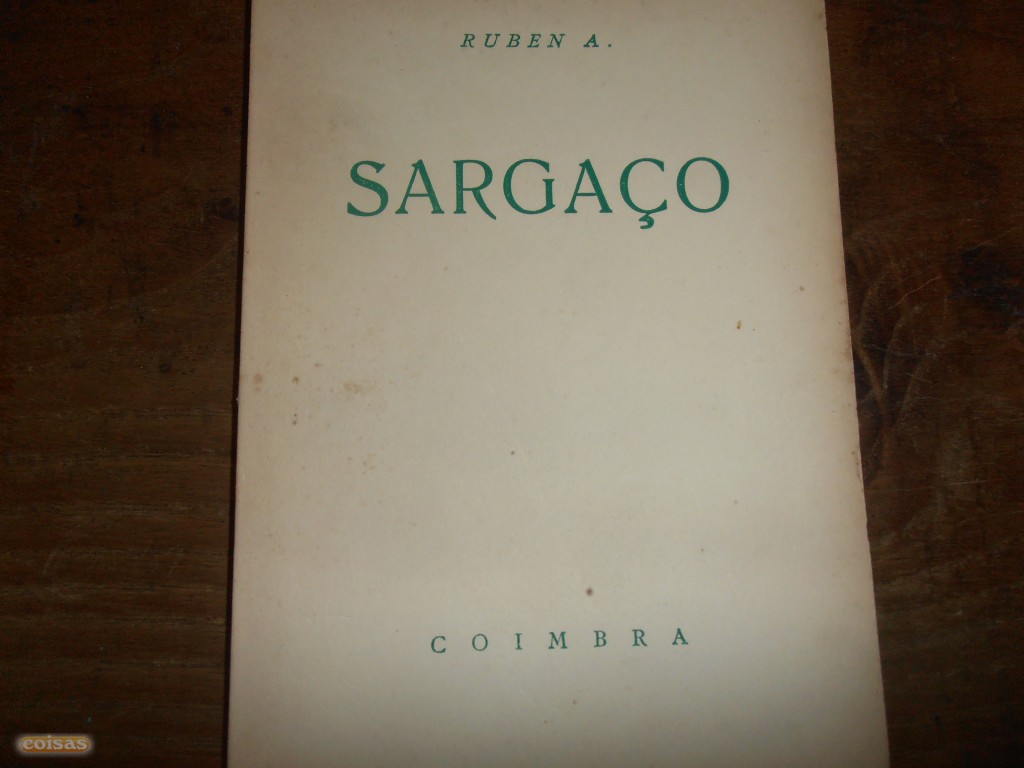 RUBEN A.
SARGAÇO
COIMBRA
coisas